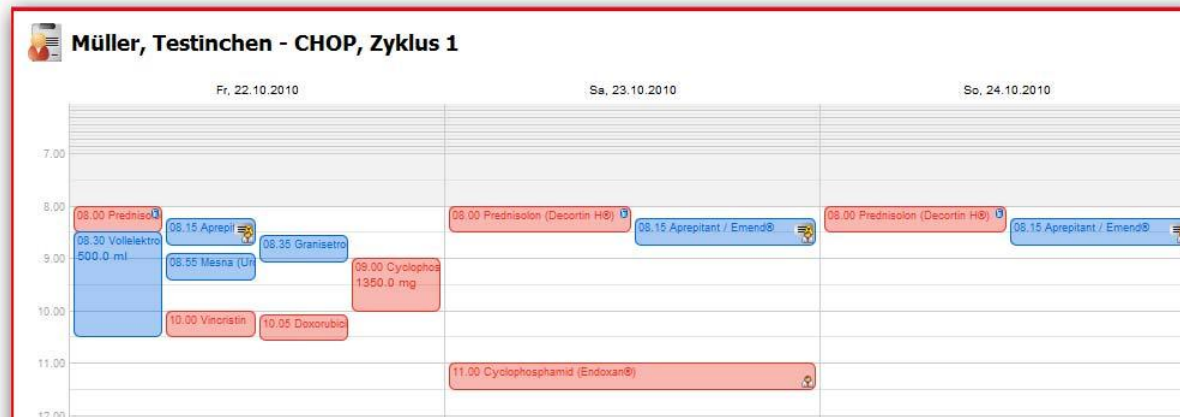 Müller, Testinchen - CHOP, Zyklus 1
Fr, 22.10.2010
Sa, 23.10.2010
So, 24.10.2010
7.00
8.00
08.00 Predniso
08.15 Aprepit
08.00 Prednisolon (Decortin H®)
08.15 Aprepitant / Emend®
08.00 Prednisolon (Decortin H®)
08.15 Aprepitant / Emend®
08.30 Vollelektro
500.0 ml
08.35 Granisetro
9.00
08.55 Mesna (Ur
09.00 Cyclophos
1350.0 mg
10.00
10.00 Vincristin
10.05 Doxorubici
11.00
11.00 Cyclophosphamid (Endoxan®)
12.00